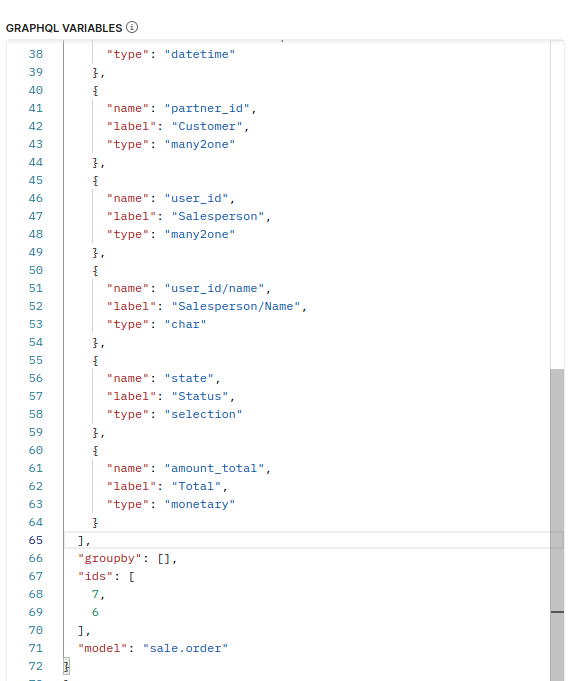 GRAPHQL VARIABLES
38 "type": "datetime"
39 },
40 {
41 "name": "partner_id",
42 "label": "Customer",
43 "type": "many2one"
44 },
45 {
46 "name": "user_id",
47 "label": "Salesperson",
48 "type": "many2one"
49 },
50 {
51 "name": "user_id/name",
52 "label": "Salesperson/Name",
53 "type": "char"
54 },
55 {
56 "name": "state",
57 "label": "Status",
58 "type": "selection"
59 },
60 {
61 "name": "amount_total",
62 "label": "Total",
63 "type": "monetary"
64 }
65 ],
66 "groupby": [],
67 "ids": [
68 7,
69 6
70 ],
71 "model": "sale.order"
72 }